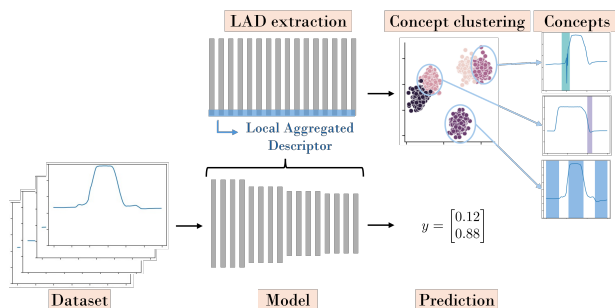 LAD extraction
Concept clustering
Concepts
Local Aggregated
Descriptor
y = [0.12
0.88]
Dataset
Model
Prediction